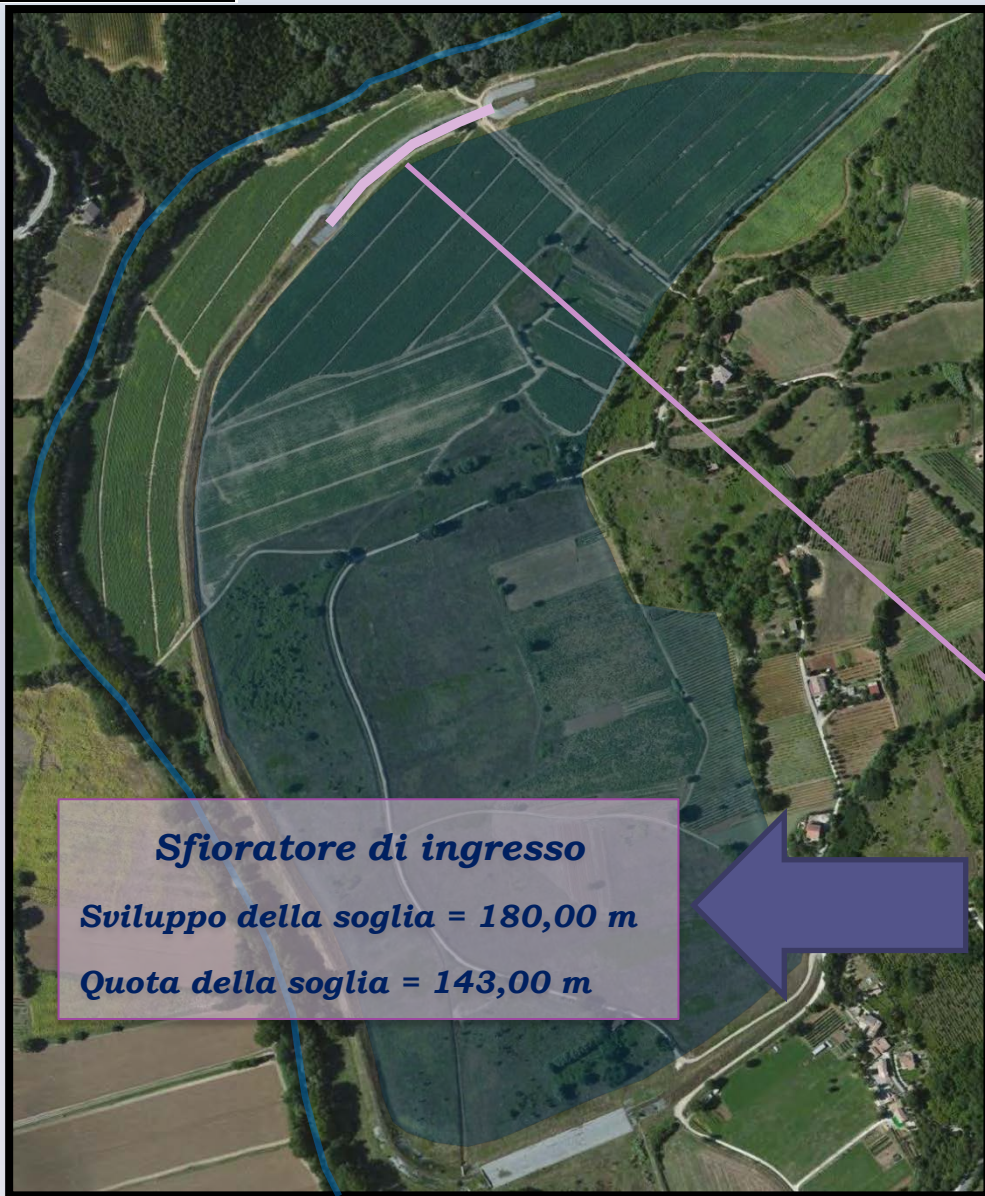 Sfioratore di ingresso
Sviluppo della soglia = 180,00 m
Quota della soglia = 143,00 m